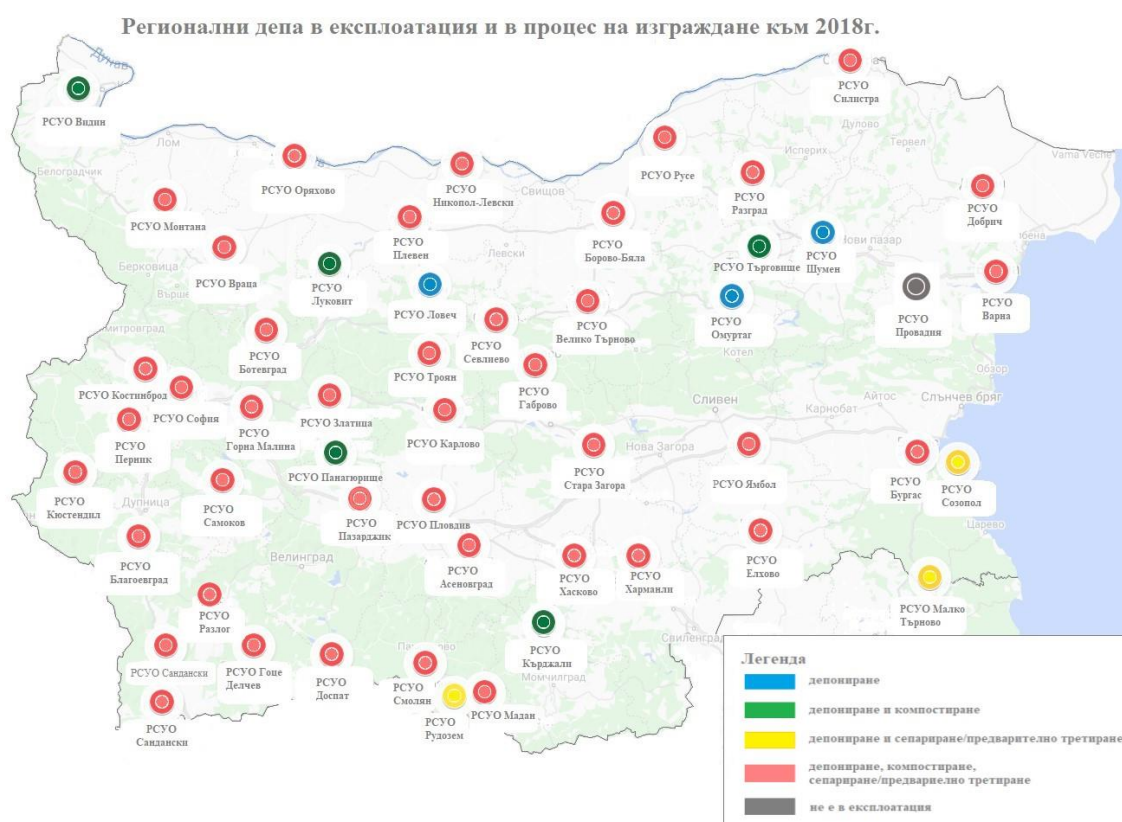 Регионални депа в експлоатация и в процес на изграждане към 2018г.
Дунав
РСУО Видин
РСУО
Силистра
Дулово
Тервел
Исперих
Лом
Vama Veche
Белоградчик
РСУО Оряхово
РСУО
Никопол-Левски
Свищов
РСУО Русе
РСУО
Разград
РСУО
Добрич
РСУО Монтана
РСУО
Плевен
РСУО
Борово-Бяла
РСУО
Шумен
Нови пазар
РСУО Търговище
Левски
Берковица
РСУО Враца
РСУО
Луковит
РСУО Ловеч
РСУО
Омуртаг
РСУО
Провадия
РСУО
Варна
РСУО
Севлиево
РСУО
Велико Търново
РСУО
Ботевград
РСУО Троян
Котел
Обзор
РСУО Костинброд
РСУО София
РСУО
Габрово
Сливен
Карнобат
Айтос
Слънчев бряг
РСУО
Перник
РСУО
Горна Малина
РСУО Златица
РСУО Карлово
РСУО
Стара Загора
Нова Загора
РСУО Ямбол
РСУО
Бургас
РСУО
Созопол
РСУО Панагюрище
РСУО
Кюстендил
Дупница
РСУО
Самоков
РСУО
Пазарджик
РСУО Пловдив
Царево
РСУО
Благоевград
Велинград
РСУО
Асеновград
РСУО
Хасково
РСУО
Харманли
РСУО
Елхово
РСУО Малко
Търново
РСУО
Разлог
Свиленград
РСУО
Кърджали
Момчилград
РСУО Сандански
РСУО Гоце
Делчев
РСУО
Доспат
РСУО
Смолян
РСУО Мадан
РСУО
Рудозем
РСУО
Сандански
Легенда
депониране
депониране и компостиране
депониране и сепариране/предварително третиране
депониране, компостиране,
сепариране/предвариелно третиране
не е в експлоатация